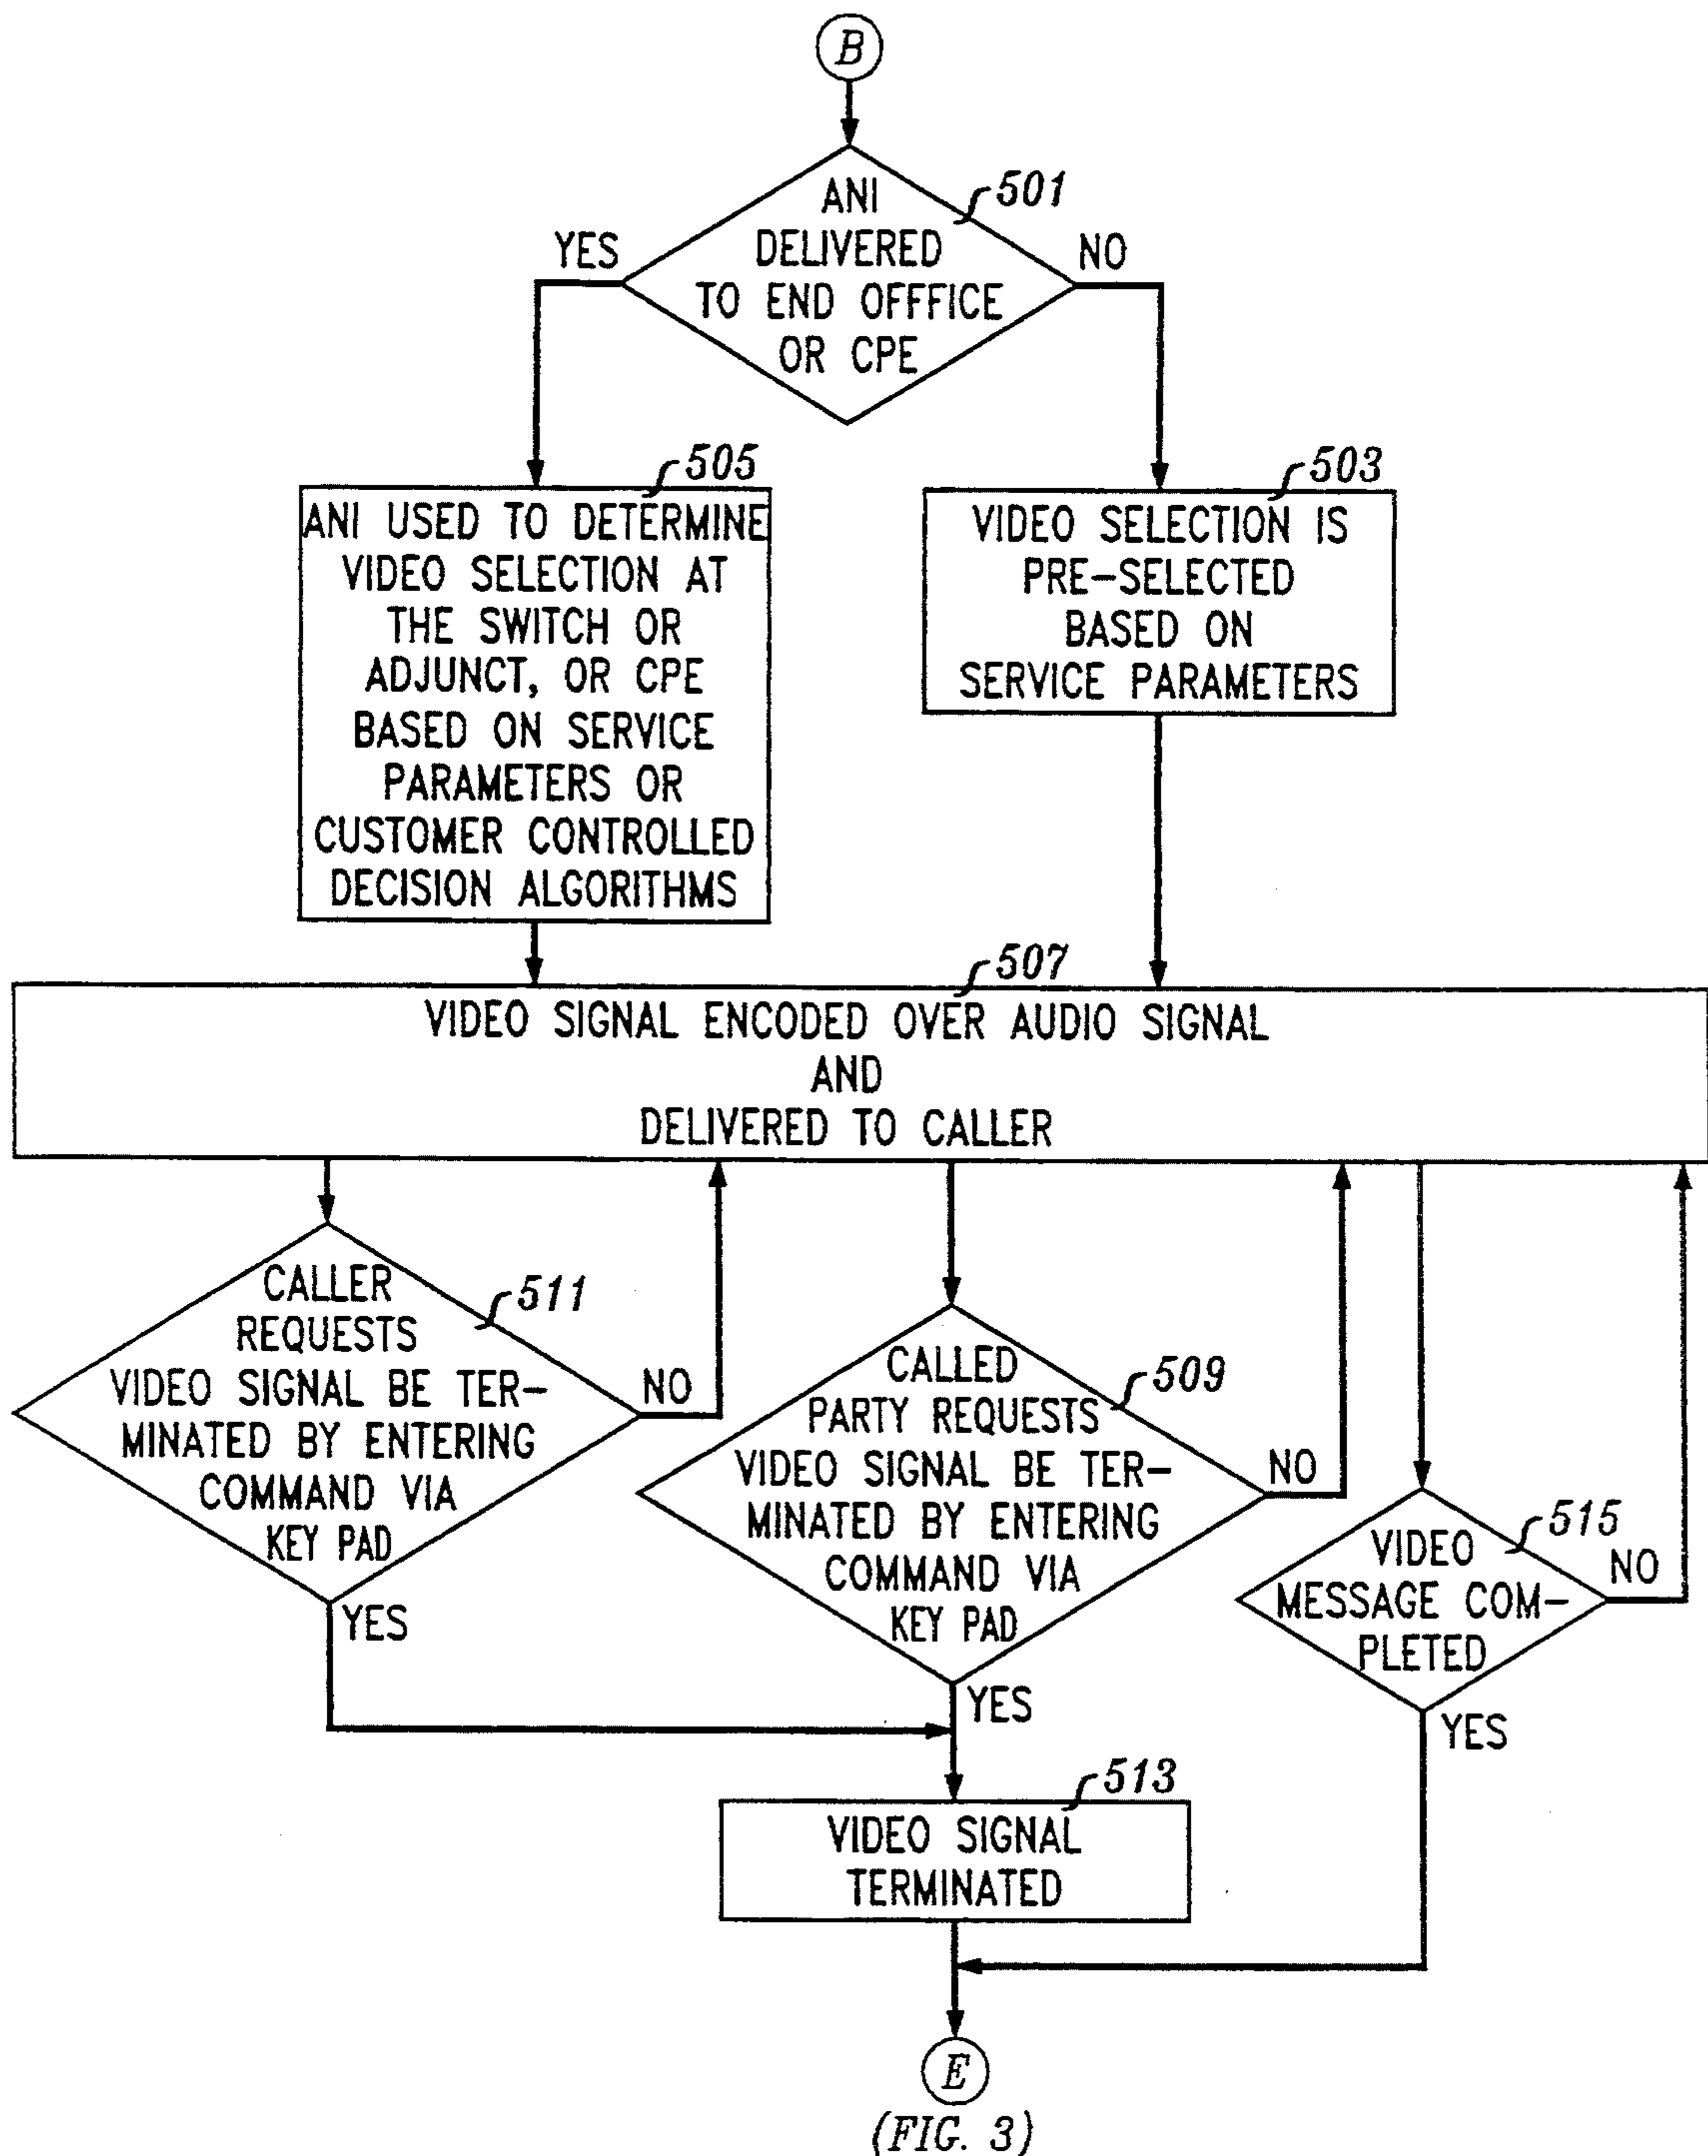 B
ANI
DELIVERED
TO END OFFFICE
OR CPE
501
YES
NO
505
ANI USED TO DETERMINE
VIDEO SELECTION AT
THE SWITCH OR
ADJUNCT, OR CPE
BASED ON SERVICE
PARAMETERS OR
CUSTOMER CONTROLLED
DECISION ALGORITHMS
503
VIDEO SELECTION IS
PRE-SELECTED
BASED ON
SERVICE PARAMETERS
507
VIDEO SIGNAL ENCODED OVER AUDIO SIGNAL
AND
DELIVERED TO CALLER
CALLER
REQUESTS
VIDEO SIGNAL BE TER-
MINATED BY ENTERING
COMMAND VIA
KEY PAD
511
NO
YES
CALLED
PARTY REQUESTS
VIDEO SIGNAL BE TER-
MINATED BY ENTERING
COMMAND VIA
KEY PAD
509
NO
YES
VIDEO
MESSAGE COM-
PLETED
515
NO
YES
513
VIDEO SIGNAL
TERMINATED
E
(FIG. 3)